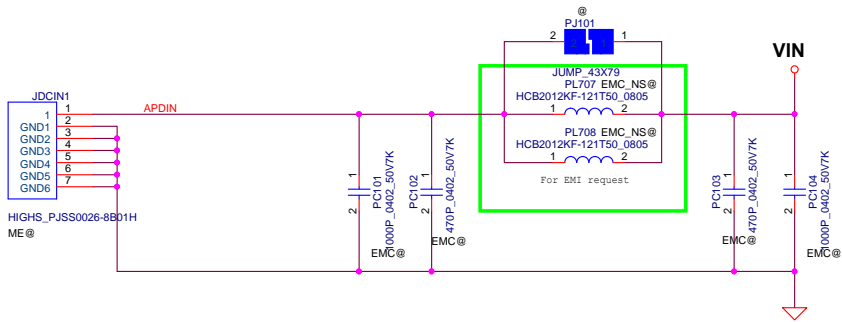 @
PJ101
2
1
JUMP_43X79
VIN
PL707 EMC_NS@
HCB2012KF-121T50_0805
1
2
PL708 EMC_NS@
HCB2012KF-121T50_0805
1
2
For EMI request
JDCIN1
1 1
GND1 2
GND2 3
GND3 4
GND4 5
GND5 6
GND6 7
APDIN
HIGHS_PJSS0026-8B01H
ME@
1
2
PC101
1000P_0402_50V7K
EMC@
1
2
PC102
470P_0402_50V7K
EMC@
1
2
PC103
470P_0402_50V7K
EMC@
1
2
PC104
1000P_0402_50V7K
EMC@